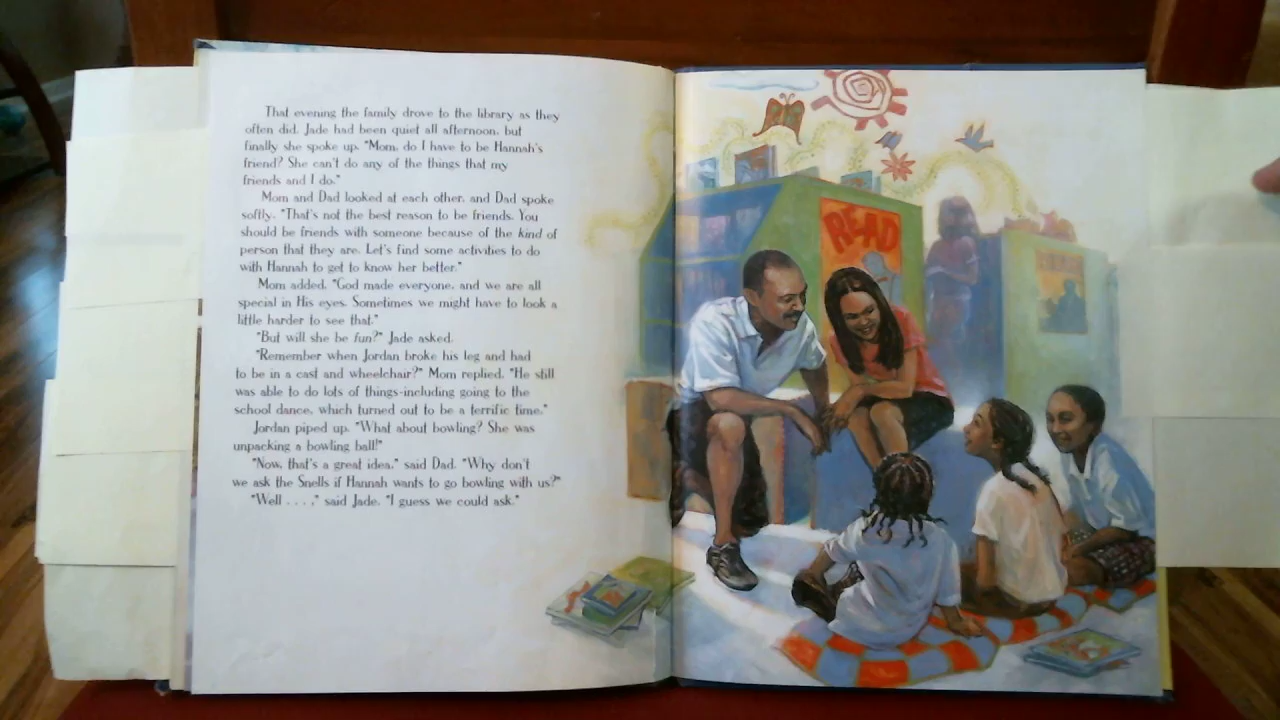 That evening the family drove to the library as they
often did. Jade had been quiet all afternoon, but
finally she spoke up. "Mom, do I have to be Hannah's
friend? She can't do any of the things that my
friends and I do."
Mom and Dad looked at each other, and Dad spoke
softly. "That's not the best reason to be friends. You
should be friends with someone because of the kind of
person that they are. Let's find some activities to do
with Hannah to get to know her better."
Mom added, "God made everyone, and we are all
special in His eyes. Sometimes we might have to look a
little harder to see that."
"But will she be fun?" Jade asked.
"Remember when Jordan broke his leg and had
to be in a cast and wheelchair?" Mom replied. "He still
was able to do lots of things-including going to the
school dance, which turned out to be a terrific time."
Jordan piped up. "What about bowling? She was
unpacking a bowling ball!"
"Now, that's a great idea," said Dad. "Why don't
we ask the Snells if Hannah wants to go bowling with us?"
"Well . . . ," said Jade. "I guess we could ask."
READ